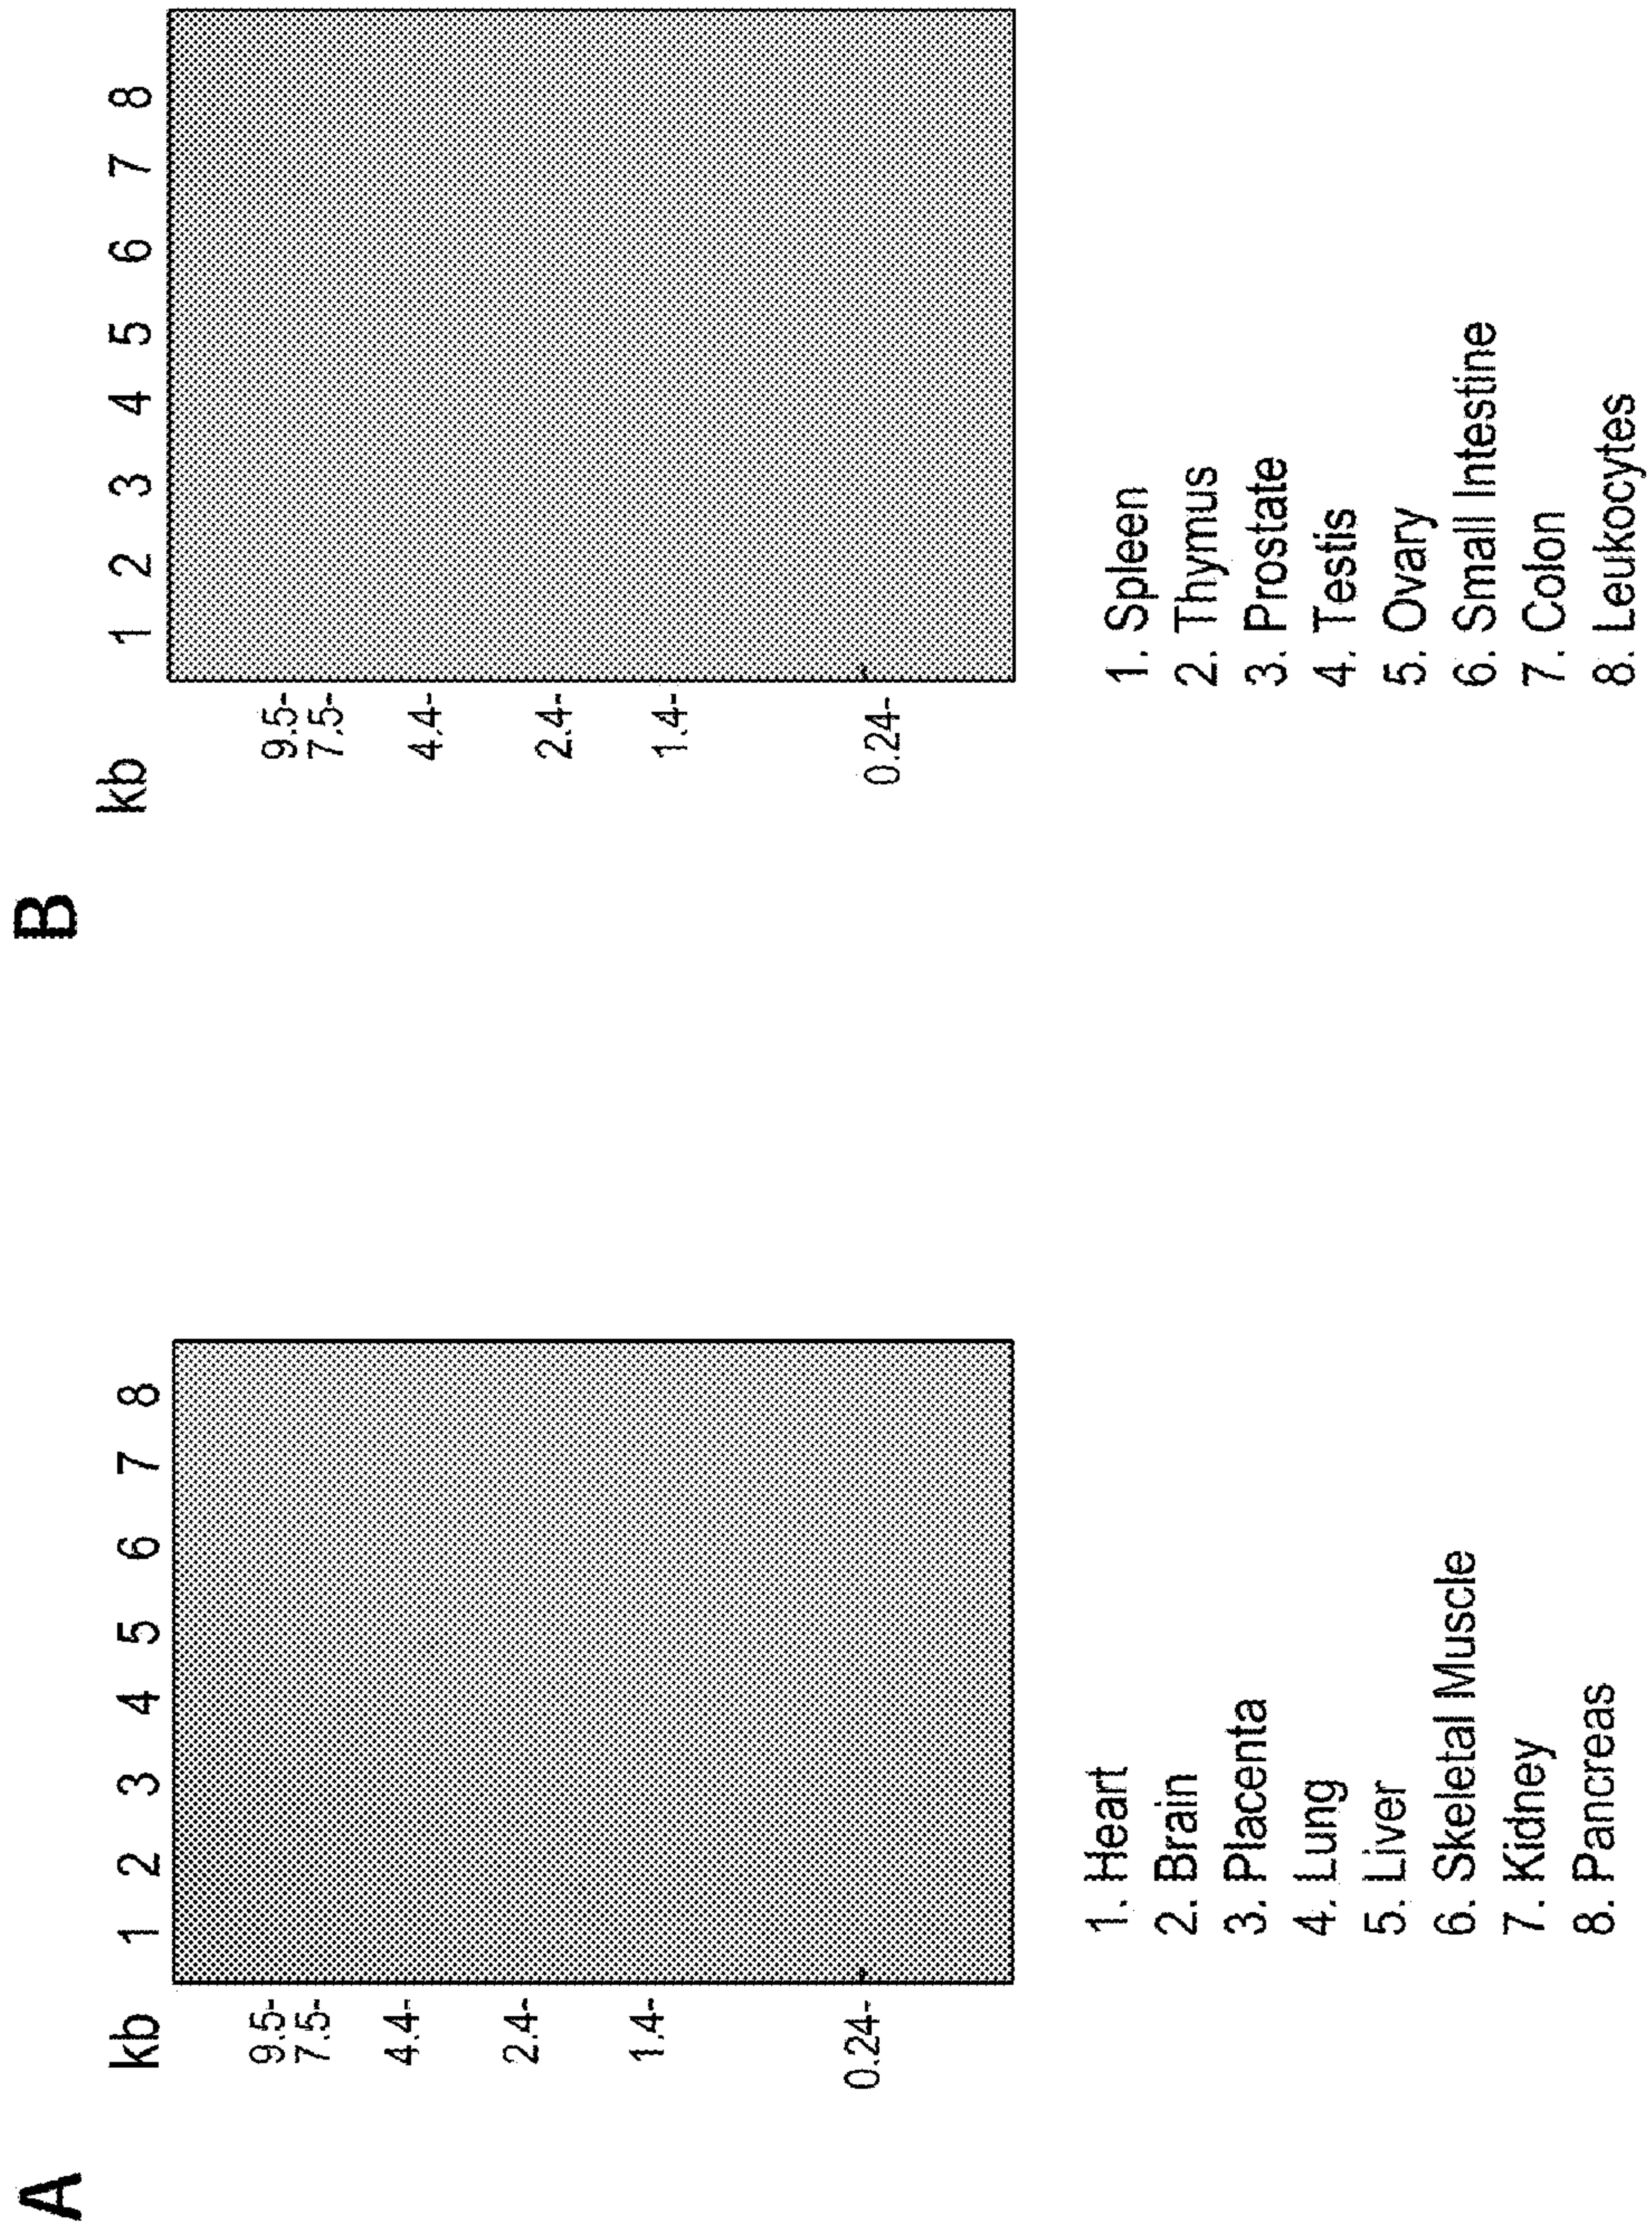 A
kb
1 2 3 4 5 6 7 8
9.5-
7.5-
4.4-
2.4-
1.4-
0.24-
1. Heart
2. Brain
3. Placenta
4. Lung
5. Liver
6. Skeletal Muscle
7. Kidney
8. Pancreas
B
kb
1 2 3 4 5 6 7 8
9.5-
7.5-
4.4-
2.4-
1.4-
0.24-
1. Spleen
2. Thymus
3. Prostate
4. Testis
5. Ovary
6. Small Intestine
7. Colon
8. Leukocytes